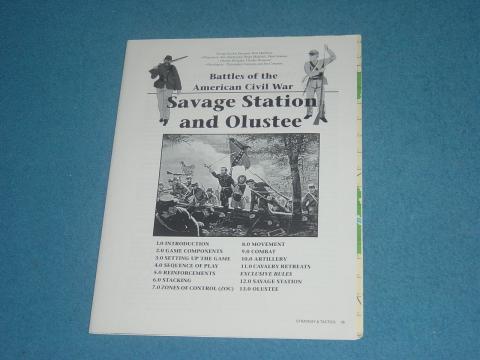 Battles of the
American Civil War
Savage Station
and Olustee
1.0 INTRODUCTION
2.0 GAME COMPONENTS
3.0 SETTING UP THE GAME
4.0 SEQUENCE OF PLAY
5.0 REINFORCEMENTS
6.0 STACKING
7.0 ZONES OF CONTROL (ZOC)
8.0 MOVEMENT
9.0 COMBAT
10.0 ARTILLERY
11.0 CAVALRY RETREATS
EXCLUSIVE RULES
12.0 SAVAGE STATION
13.0 OLUSTEE
STRATEGY & TACTICS